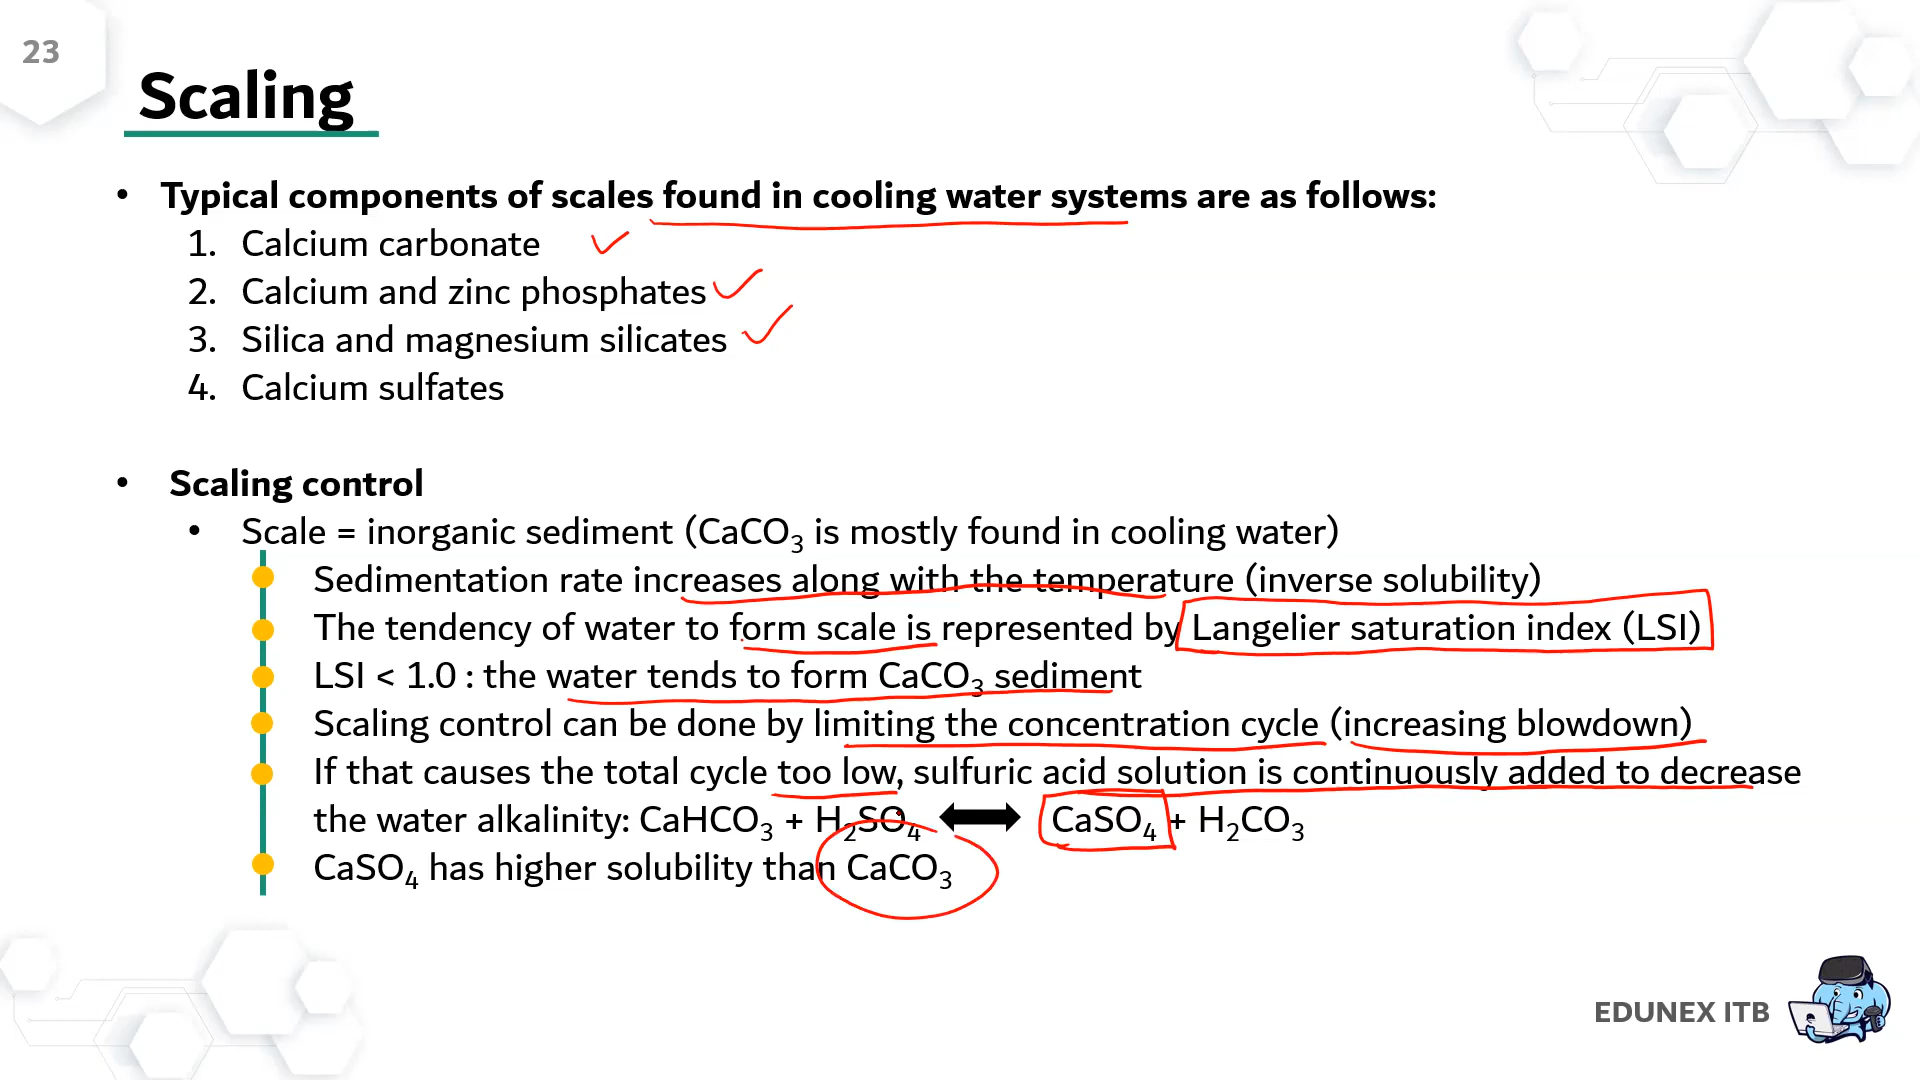 23
Scaling
• Typical components of scales found in cooling water systems are as follows:
1. Calcium carbonate
2. Calcium and zinc phosphates
3. Silica and magnesium silicates
4. Calcium sulfates
• Scaling control
• Scale = inorganic sediment (CaCO₃ is mostly found in cooling water)
Sedimentation rate increases along with the temperature (inverse solubility)
The tendency of water to form scale is represented by Langelier saturation index (LSI)
LSI < 1.0 : the water tends to form CaCO₃ sediment
Scaling control can be done by limiting the concentration cycle (increasing blowdown)
If that causes the total cycle too low, sulfuric acid solution is continuously added to decrease
the water alkalinity: CaHCO₃ + H₂SO₄ ⟷ CaSO₄ + H₂CO₃
CaSO₄ has higher solubility than CaCO₃
EDUNEX ITB